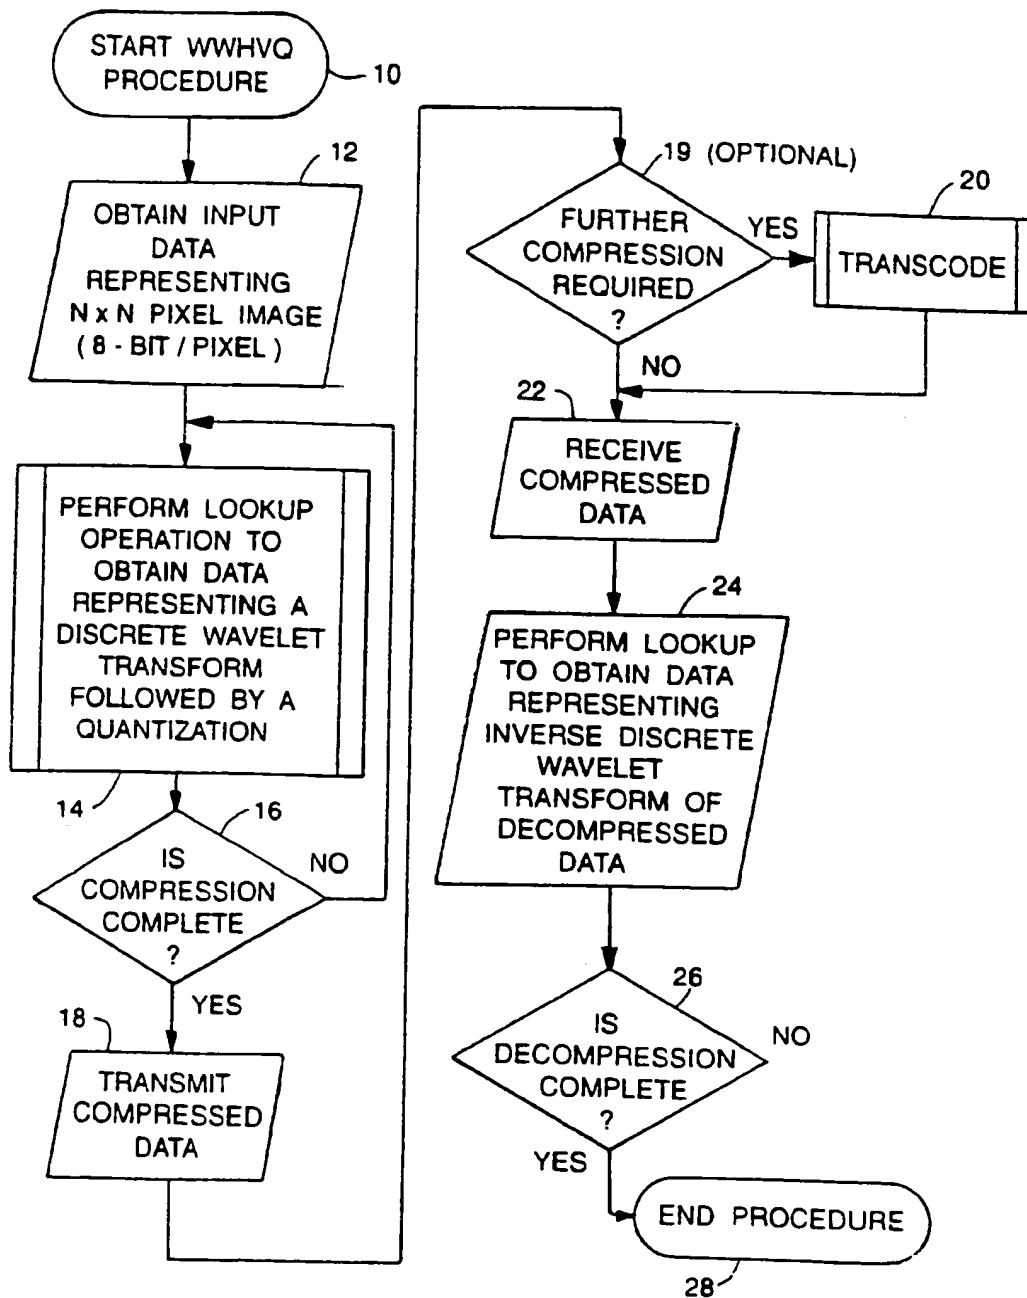 START WWHVQ
PROCEDURE
10
12
OBTAIN INPUT
DATA
REPRESENTING
N x N PIXEL IMAGE
( 8 - BIT / PIXEL )
PERFORM LOOKUP
OPERATION TO
OBTAIN DATA
REPRESENTING A
DISCRETE WAVELET
TRANSFORM
FOLLOWED BY A
QUANTIZATION
14
16
IS
COMPRESSION
COMPLETE
?
NO
YES
18
TRANSMIT
COMPRESSED
DATA
19 (OPTIONAL)
FURTHER
COMPRESSION
REQUIRED
?
YES
20
TRANSCODE
NO
22
RECEIVE
COMPRESSED
DATA
24
PERFORM LOOKUP
TO OBTAIN DATA
REPRESENTING
INVERSE DISCRETE
WAVELET
TRANSFORM OF
DECOMPRESSED
DATA
26
IS
DECOMPRESSION
COMPLETE
?
NO
YES
END PROCEDURE
28